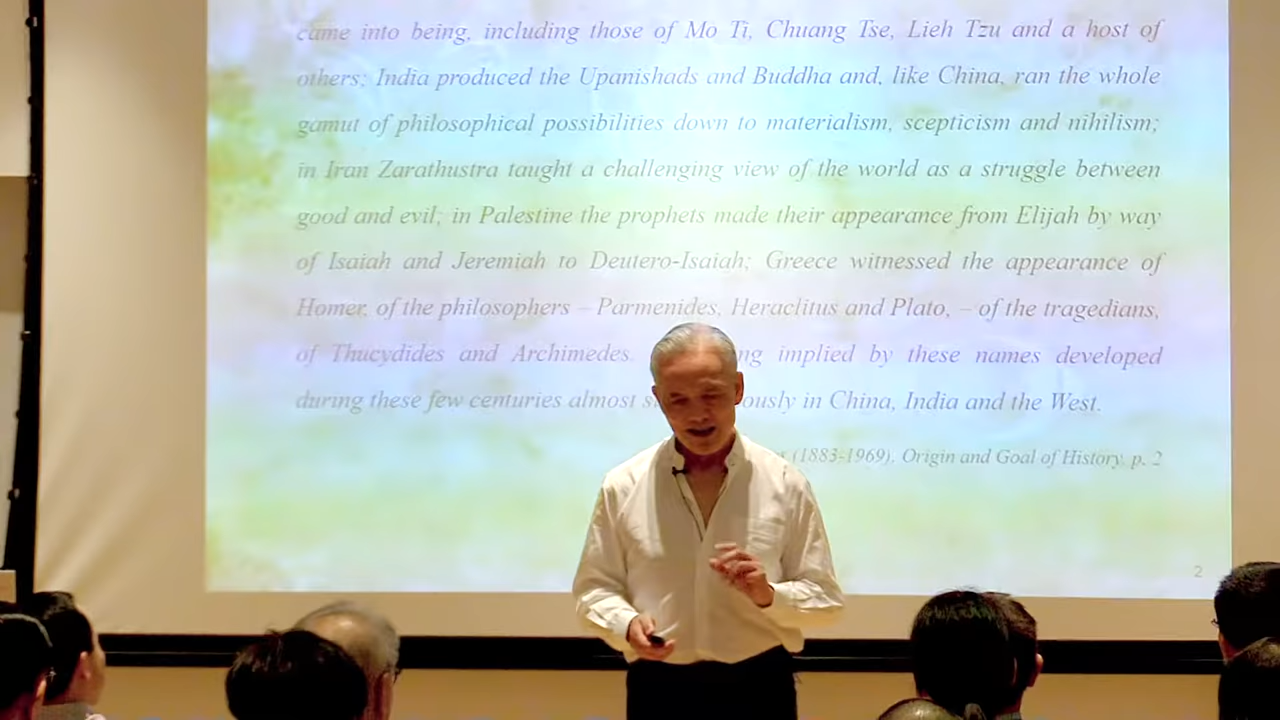 came into being, including those of Mo Ti, Chuang Tse, Lieh Tzu and a host of
others; India produced the Upanishads and Buddha and, like China, ran the whole
gamut of philosophical possibilities down to materialism, scepticism and nihilism;
in Iran Zarathustra taught a challenging view of the world as a struggle between
good and evil; in Palestine the prophets made their appearance from Elijah by way
of Isaiah and Jeremiah to Deutero-Isaiah; Greece witnessed the appearance of
Homer, of the philosophers – Parmenides, Heraclitus and Plato, – of the tragedians,
of Thucydides and Archimedes. implied by these names developed
during these few centuries almost in China, India and the West.
(1883-1969). Origin and Goal of History, p. 2
2